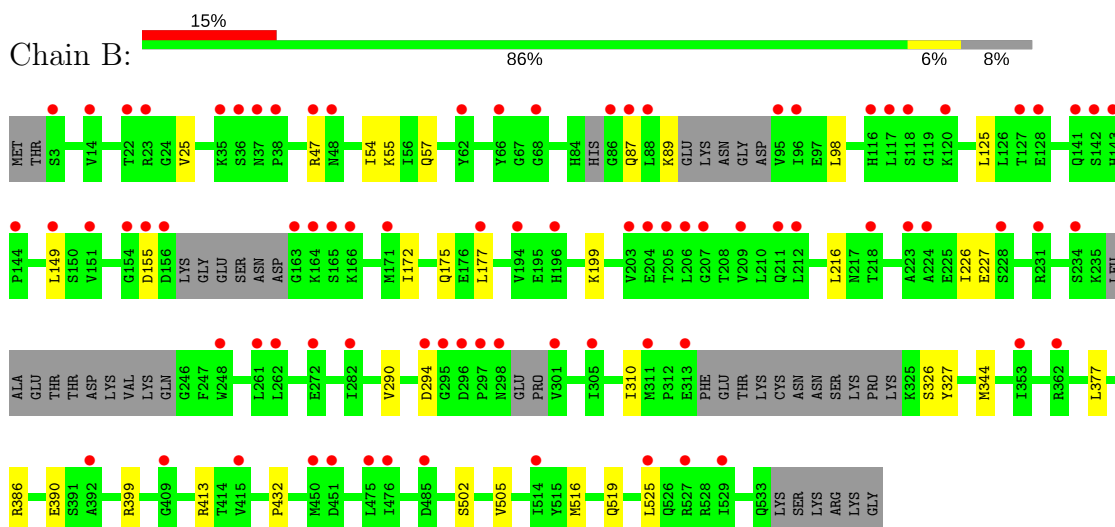 15%
Chain B:
86% 6% 8%
MET THR S3 V14 T22 R23 G24 V25 K35 S36 N37 P38 R47 N48 I54 K55 I56 Q57 Y62 Y66 G67 G68 H84 HIS G86 Q87 L88 K89 GLU LYS ASN GLY ASP V95 I96 E97 L98 H116 L117 S118 G119 K120 L125 L126 T127 E128 Q141 S142 H143
P144 L149 S150 V151 G154 D155 D156 LYS GLY GLU SER ASN ASP G163 K164 S165 K166 M171 I172 Q175 E176 L177 V194 E195 H196 K199 V203 E204 T205 L206 G207 T208 V209 L210 Q211 L212 L216 N217 T218 A223 A224 E225 I226 E227 S228 R231 S234 K235 LEU
ALA GLU THR THR ASP LYS VAL LYS GLN G246 F247 W248 L261 L262 E272 I282 V290 D294 G295 D296 P297 N298 GLU PRO V301 I305 I310 M311 P312 E313 PHE GLU THR LYS CYS ASN ASN SER LYS PRO LYS K325 S326 Y327 M344 I353 R362 L377
R386 E390 S391 A392 R399 G409 R413 T414 V415 P432 M450 D451 L475 I476 D485 S502 V505 I514 Y515 M516 Q519 L525 Q526 R527 R528 I529 Q533 LYS SER LYS ARG LYS GLY